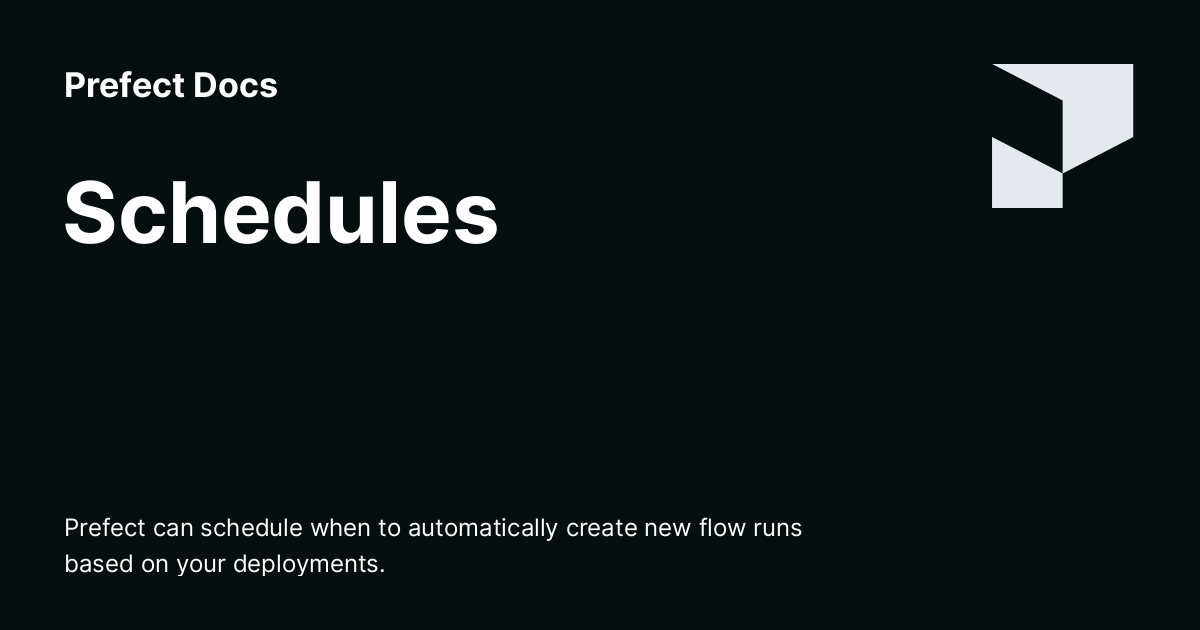 Prefect Docs
Schedules
Prefect can schedule when to automatically create new flow runs
based on your deployments.